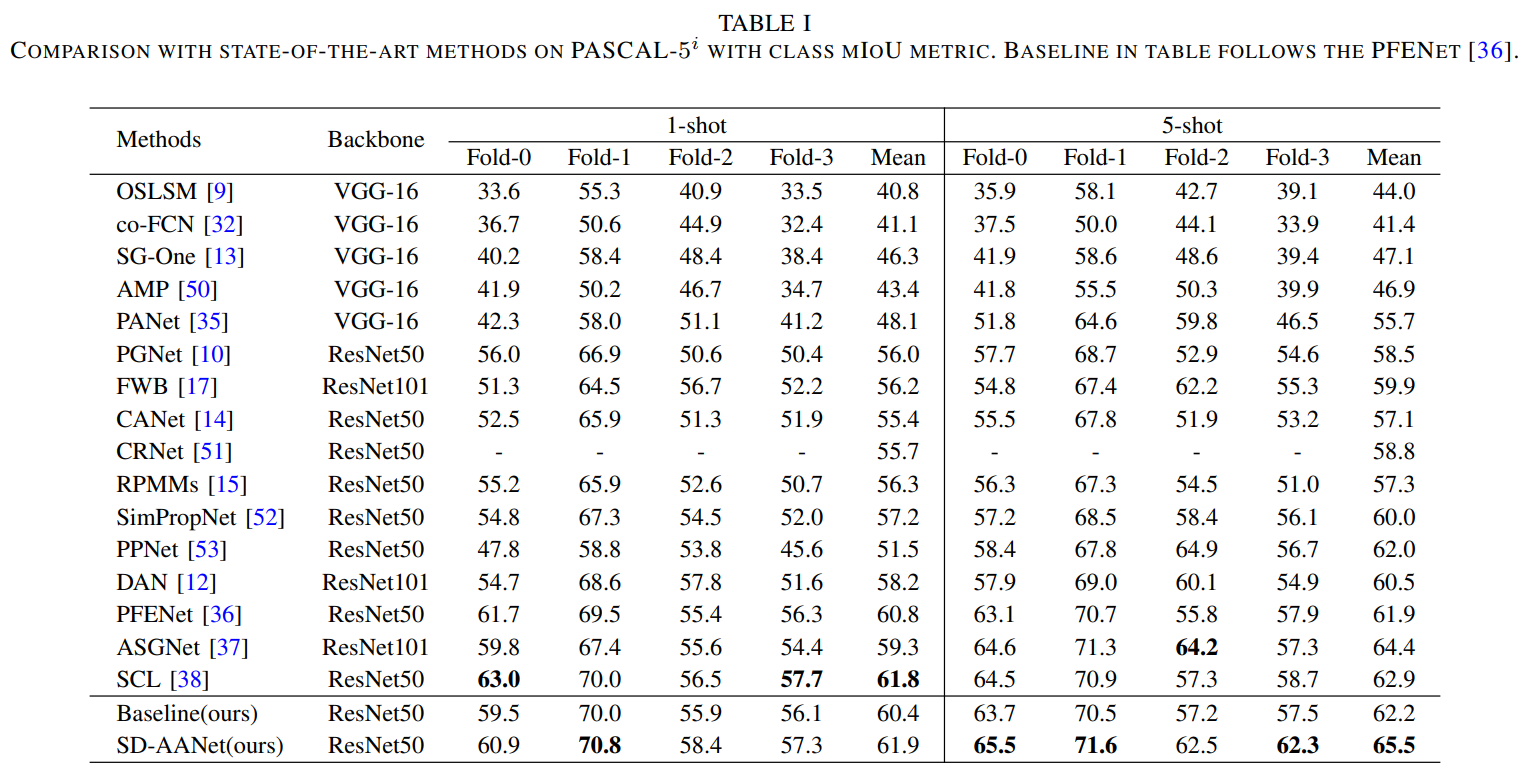 TABLE I
COMPARISON WITH STATE-OF-THE-ART METHODS ON PASCAL-5i WITH CLASS MIOU METRIC. BASELINE IN TABLE FOLLOWS THE PFENET [36].
Methods Backbone 1-shot 5-shot
Fold-0 Fold-1 Fold-2 Fold-3 Mean Fold-0 Fold-1 Fold-2 Fold-3 Mean
OSLSM [9] VGG-16 33.6 55.3 40.9 33.5 40.8 35.9 58.1 42.7 39.1 44.0
co-FCN [32] VGG-16 36.7 50.6 44.9 32.4 41.1 37.5 50.0 44.1 33.9 41.4
SG-One [13] VGG-16 40.2 58.4 48.4 38.4 46.3 41.9 58.6 48.6 39.4 47.1
AMP [50] VGG-16 41.9 50.2 46.7 34.7 43.4 41.8 55.5 50.3 39.9 46.9
PANet [35] VGG-16 42.3 58.0 51.1 41.2 48.1 51.8 64.6 59.8 46.5 55.7
PGNet [10] ResNet50 56.0 66.9 50.6 50.4 56.0 57.7 68.7 52.9 54.6 58.5
FWB [17] ResNet101 51.3 64.5 56.7 52.2 56.2 54.8 67.4 62.2 55.3 59.9
CANet [14] ResNet50 52.5 65.9 51.3 51.9 55.4 55.5 67.8 51.9 53.2 57.1
CRNet [51] ResNet50 - - - - 55.7 - - - - 58.8
RPMMs [15] ResNet50 55.2 65.9 52.6 50.7 56.3 56.3 67.3 54.5 51.0 57.3
SimPropNet [52] ResNet50 54.8 67.3 54.5 52.0 57.2 57.2 68.5 58.4 56.1 60.0
PPNet [53] ResNet50 47.8 58.8 53.8 45.6 51.5 58.4 67.8 64.9 56.7 62.0
DAN [12] ResNet101 54.7 68.6 57.8 51.6 58.2 57.9 69.0 60.1 54.9 60.5
PFENet [36] ResNet50 61.7 69.5 55.4 56.3 60.8 63.1 70.7 55.8 57.9 61.9
ASGNet [37] ResNet101 59.8 67.4 55.6 54.4 59.3 64.6 71.3 64.2 57.3 64.4
SCL [38] ResNet50 63.0 70.0 56.5 57.7 61.8 64.5 70.9 57.3 58.7 62.9
Baseline(ours) ResNet50 59.5 70.0 55.9 56.1 60.4 63.7 70.5 57.2 57.5 62.2
SD-AANet(ours) ResNet50 60.9 70.8 58.4 57.3 61.9 65.5 71.6 62.5 62.3 65.5